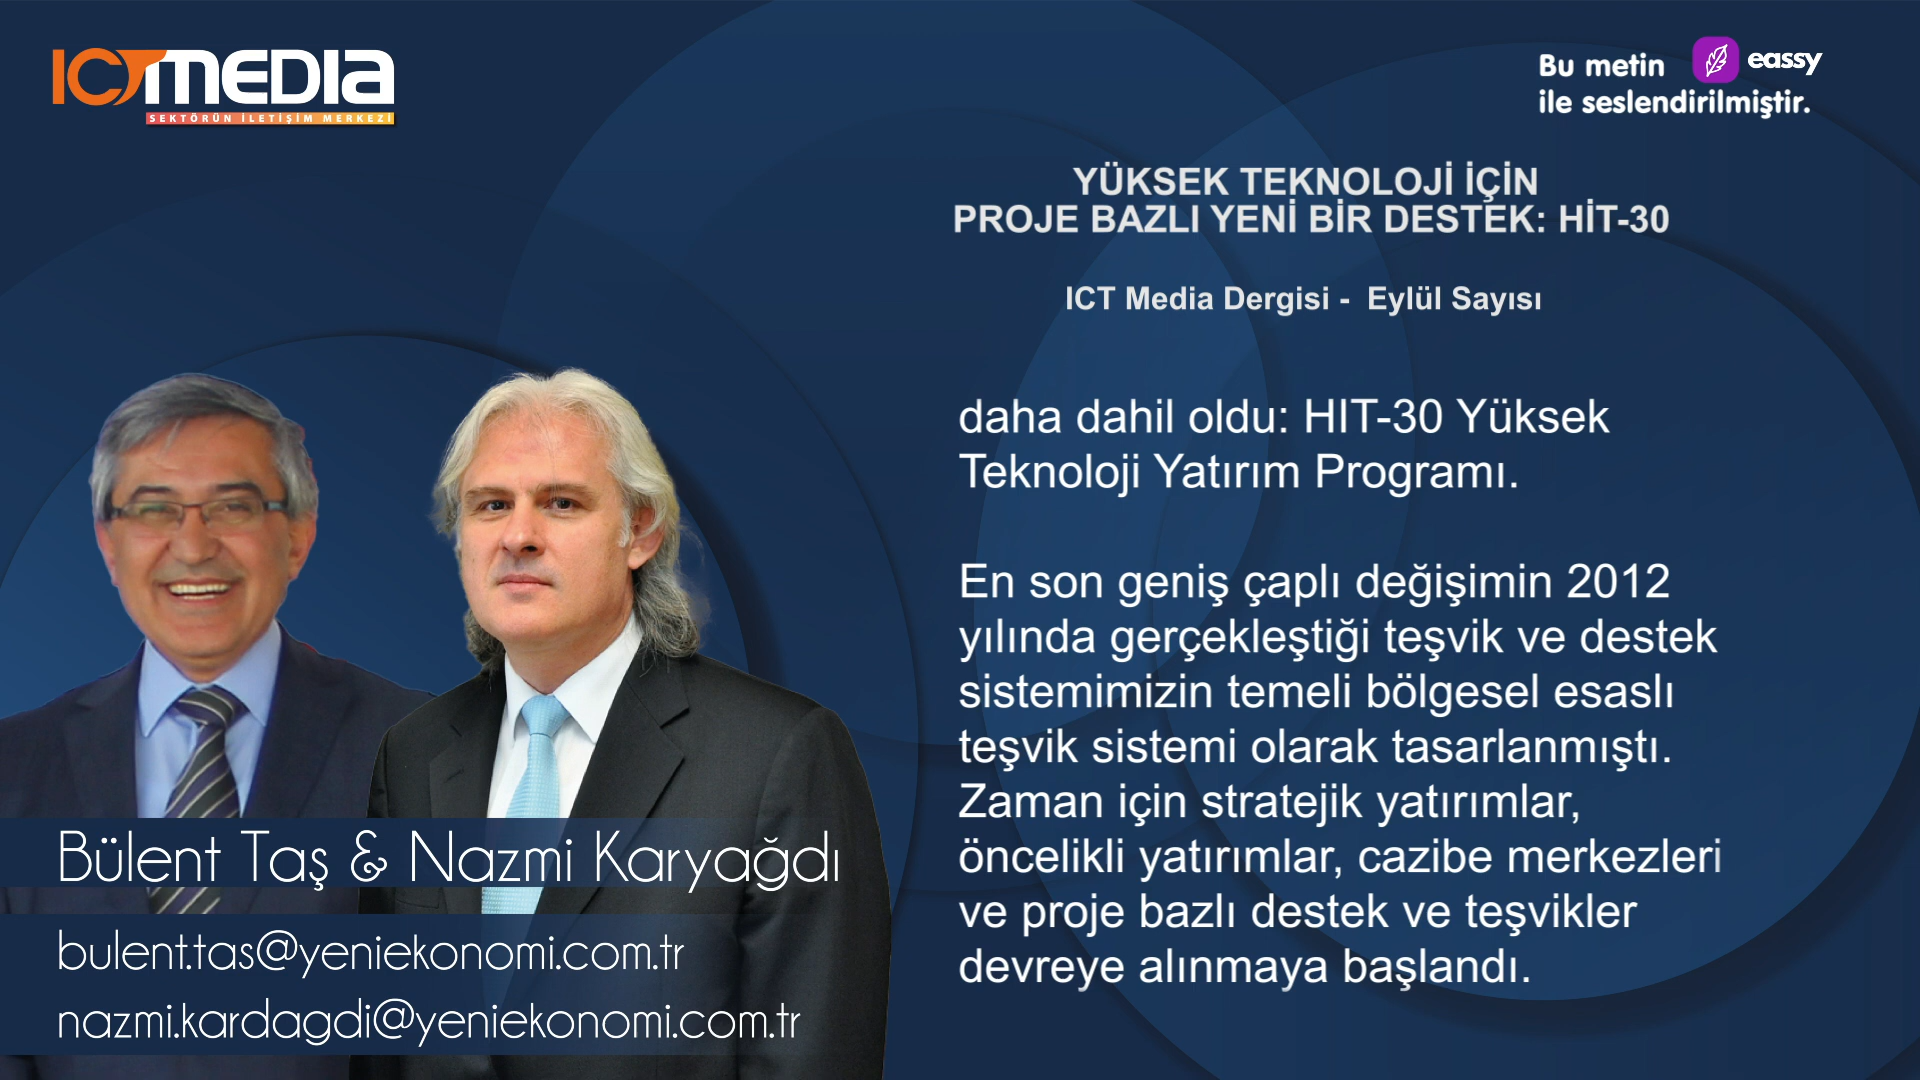 ICTMEDIA
SEKTÖRÜN İLETİŞİM MERKEZİ
Bu metin eassy
ile seslendirilmiştir.
YÜKSEK TEKNOLOJİ İÇİN
PROJE BAZLI YENİ BİR DESTEK: HİT-30
ICT Media Dergisi - Eylül Sayısı
daha dahil oldu: HIT-30 Yüksek
Teknoloji Yatırım Programı.
En son geniş çaplı değişimin 2012
yılında gerçekleştiği teşvik ve destek
sistemimizin temeli bölgesel esaslı
teşvik sistemi olarak tasarlanmıştı.
Zaman için stratejik yatırımlar,
öncelikli yatırımlar, cazibe merkezleri
ve proje bazlı destek ve teşvikler
devreye alınmaya başlandı.
Bülent Taş & Nazmi Karyağdı
bulent.tas@yeniekonomi.com.tr
nazmi.kardagdi@yeniekonomi.com.tr